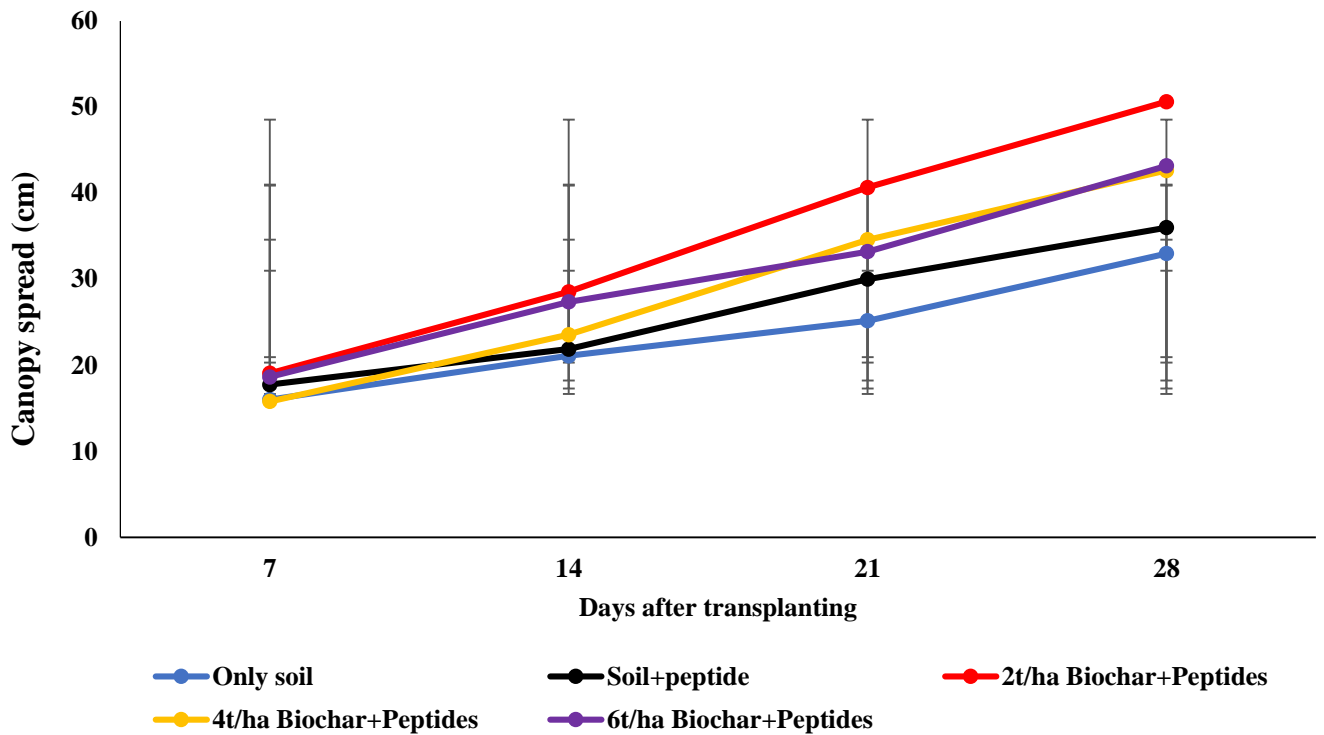 60
50
40
30
20
10
0
Canopy spread (cm)
7 14 21 28
Days after transplanting
Only soil Soil+peptide 2t/ha Biochar+Peptides
4t/ha Biochar+Peptides 6t/ha Biochar+Peptides